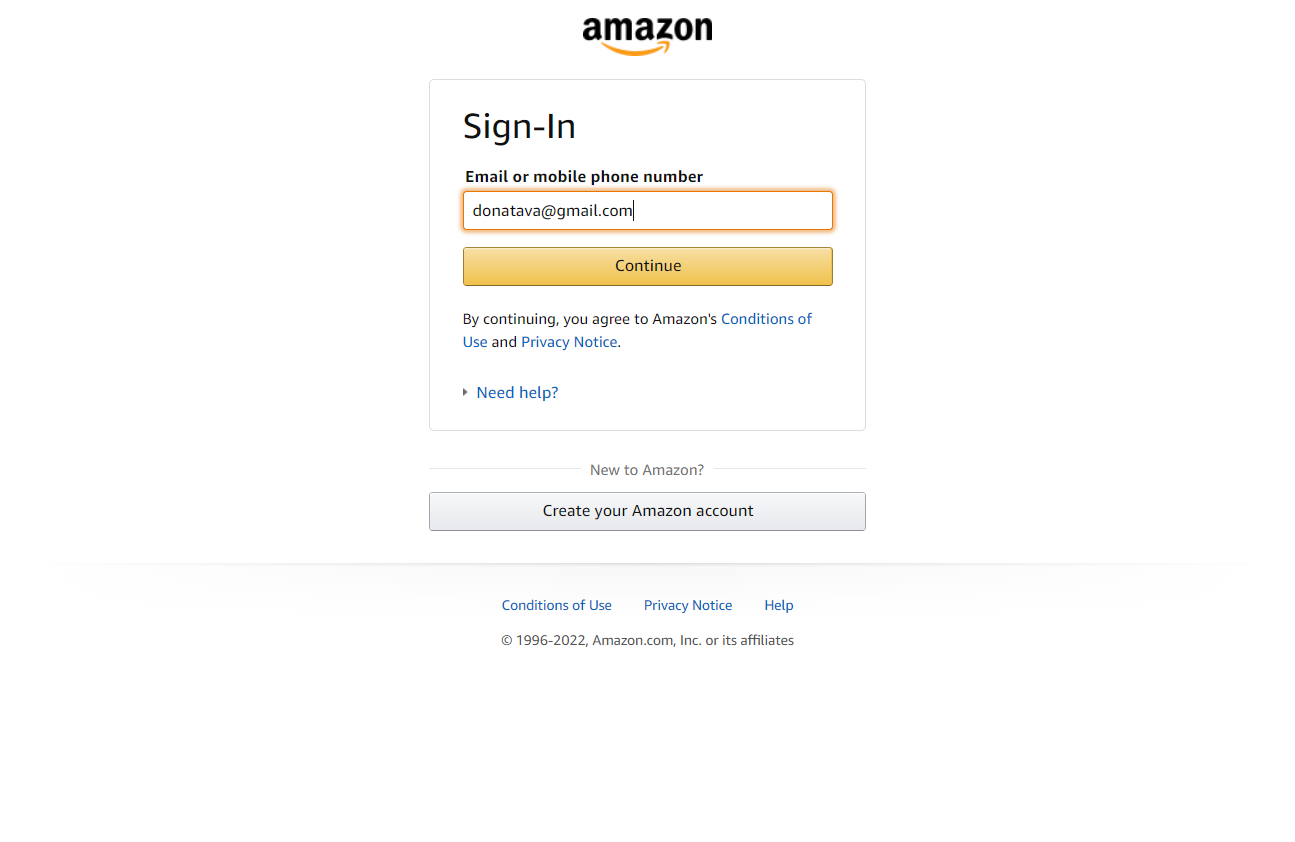 amazon
Sign-In
Email or mobile phone number
donatava@gmail.com
Continue
By continuing, you agree to Amazon's Conditions of
Use and Privacy Notice.
Need help?
New to Amazon?
Create your Amazon account
Conditions of Use Privacy Notice Help
© 1996-2022, Amazon.com, Inc. or its affiliates